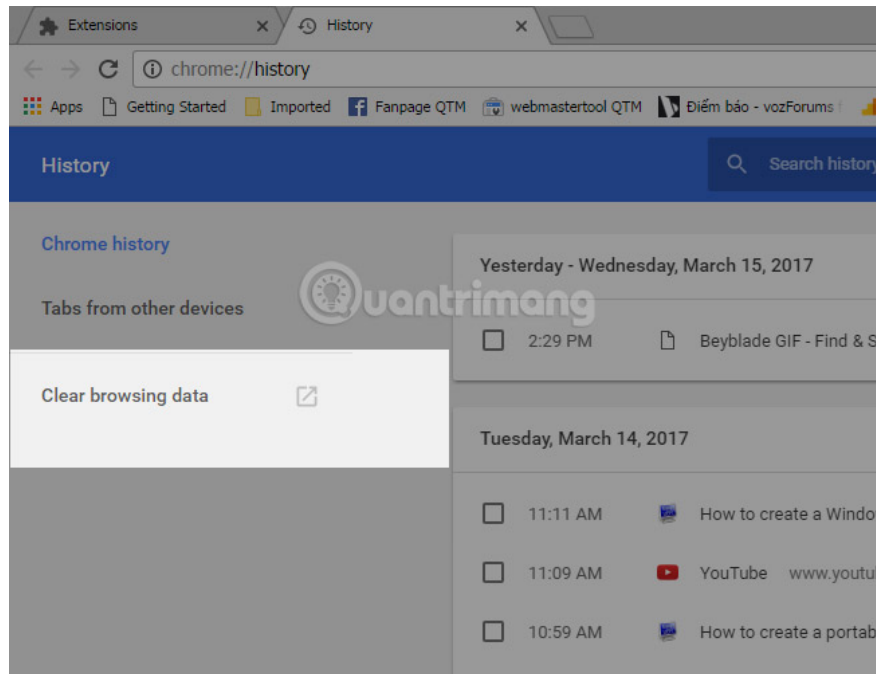 Extensions
History
chrome://history
Apps Getting Started Imported Fanpage QTM webmastertool QTM Điểm báo - vozForums
History
Search history
Chrome history
Tabs from other devices
Clear browsing data
Quantrimang
Yesterday - Wednesday, March 15, 2017
2:29 PM Beyblade GIF - Find & S
Tuesday, March 14, 2017
11:11 AM How to create a Windo
11:09 AM YouTube www.youtu
10:59 AM How to create a portab